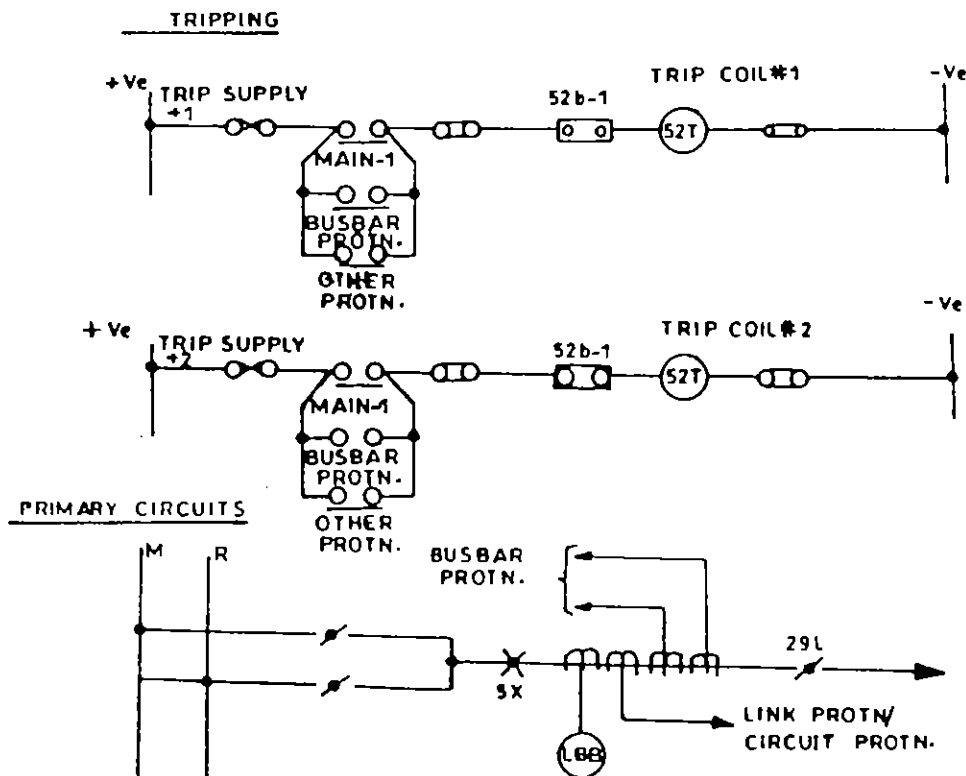 TRIPPING
+Ve
TRIP SUPPLY
+1
MAIN-1
BUSBAR
PROTN.
OTHER
PROTN.
52b-1
TRIP COIL#1
52T
-Ve
+Ve
TRIP SUPPLY
+2
MAIN-1
BUSBAR
PROTN.
OTHER
PROTN.
52b-1
TRIP COIL#2
52T
-Ve
PRIMARY CIRCUITS
M
R
BUSBAR
PROTN.
5X
29L
LBB
LINK PROTN/
CIRCUIT PROTN.